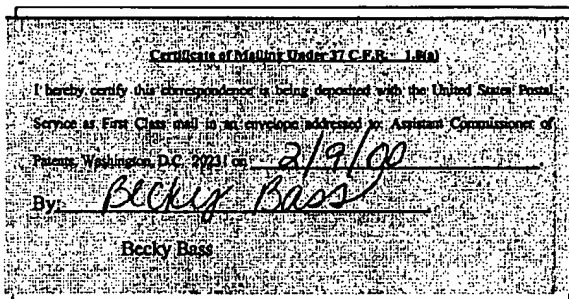 Certificate of Mailing Under 37 C.F.R. 1.8(a)
I hereby certify this correspondence is being deposited with the United States Postal
Service as First Class mail in an envelope addressed to: Assistant Commissioner of
Patents, Washington, D.C. 20231 on 2/9/00
By: Becky Bass
Becky Bass